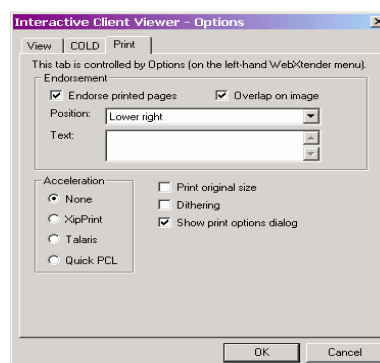 Interactive Client Viewer - Options
View COLD Print
This tab is controlled by Options (on the left-hand WebXtender menu).
Endorsement
Endorse printed pages Overlap on image
Position: Lower right
Text:
Acceleration
None
XipPrint
Talaris
Quick PCL
Print original size
Dithering
Show print options dialog
OK Cancel